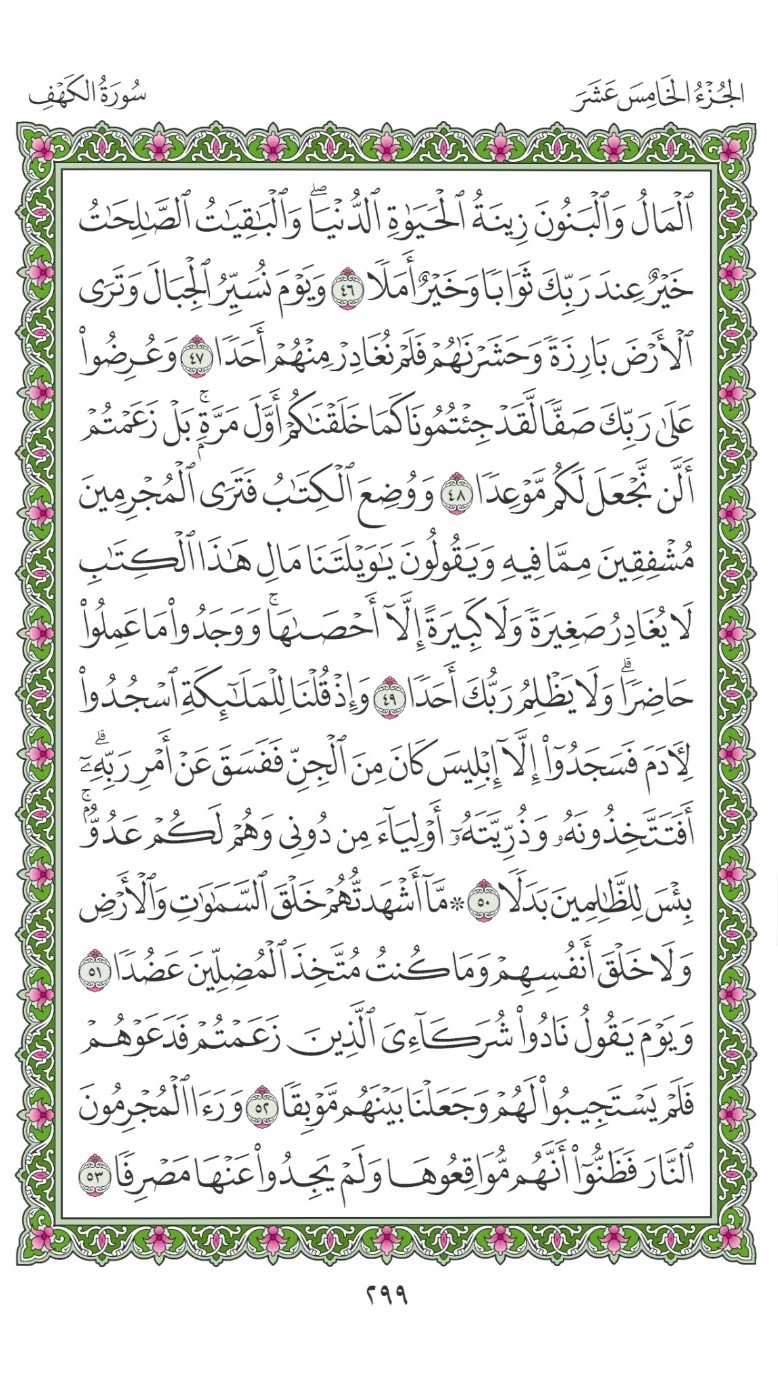 الجُزْءُ الخَامِسَ عَشَرَ
سُورَةُ الكَهْفِ
ٱلْمَالُ وَٱلْبَنُونَ زِينَةُ ٱلْحَيَوٰةِ ٱلدُّنْيَاۖ وَٱلْبَٰقِيَٰتُ ٱلصَّٰلِحَٰتُ
خَيْرٌ عِندَ رَبِّكَ ثَوَابًا وَخَيْرٌ أَمَلًا ٤٦ وَيَوْمَ نُسَيِّرُ ٱلْجِبَالَ وَتَرَى
ٱلْأَرْضَ بَارِزَةً وَحَشَرْنَٰهُمْ فَلَمْ نُغَادِرْ مِنْهُمْ أَحَدًا ٤٧ وَعُرِضُوا۟
عَلَىٰ رَبِّكَ صَفًّا لَّقَدْ جِئْتُمُونَا كَمَا خَلَقْنَٰكُمْ أَوَّلَ مَرَّةِۭۚ بَلْ زَعَمْتُمْ
أَلَّن نَّجْعَلَ لَكُم مَّوْعِدًا ٤٨ وَوُضِعَ ٱلْكِتَٰبُ فَتَرَى ٱلْمُجْرِمِينَ
مُشْفِقِينَ مِمَّا فِيهِ وَيَقُولُونَ يَٰوَيْلَتَنَا مَالِ هَٰذَا ٱلْكِتَٰبِ
لَا يُغَادِرُ صَغِيرَةً وَلَا كَبِيرَةً إِلَّآ أَحْصَىٰهَاۚ وَوَجَدُوا۟ مَا عَمِلُوا۟
حَاضِرًاۗ وَلَا يَظْلِمُ رَبُّكَ أَحَدًا ٤٩ وَإِذْ قُلْنَا لِلْمَلَٰٓئِكَةِ ٱسْجُدُوا۟
لِءَادَمَ فَسَجَدُوٓا۟ إِلَّآ إِبْلِيسَ كَانَ مِنَ ٱلْجِنِّ فَفَسَقَ عَنْ أَمْرِ رَبِّهِۦٓۗ
أَفَتَتَّخِذُونَهُۥ وَذُرِّيَّتَهُۥٓ أَوْلِيَآءَ مِن دُونِى وَهُمْ لَكُمْ عَدُوٌّۢۚ
بِئْسَ لِلظَّٰلِمِينَ بَدَلًا ٥٠ * مَّآ أَشْهَدتُّهُمْ خَلْقَ ٱلسَّمَٰوَٰتِ وَٱلْأَرْضِ
وَلَا خَلْقَ أَنفُسِهِمْ وَمَا كُنتُ مُتَّخِذَ ٱلْمُضِلِّينَ عَضُدًا ٥١
وَيَوْمَ يَقُولُ نَادُوا۟ شُرَكَآءِىَ ٱلَّذِينَ زَعَمْتُمْ فَدَعَوْهُمْ
فَلَمْ يَسْتَجِيبُوا۟ لَهُمْ وَجَعَلْنَا بَيْنَهُم مَّوْبِقًا ٥٢ وَرَءَا ٱلْمُجْرِمُونَ
ٱلنَّارَ فَظَنُّوٓا۟ أَنَّهُم مُّوَاقِعُوهَا وَلَمْ يَجِدُوا۟ عَنْهَا مَصْرِفًا ٥٣
٢٩٩